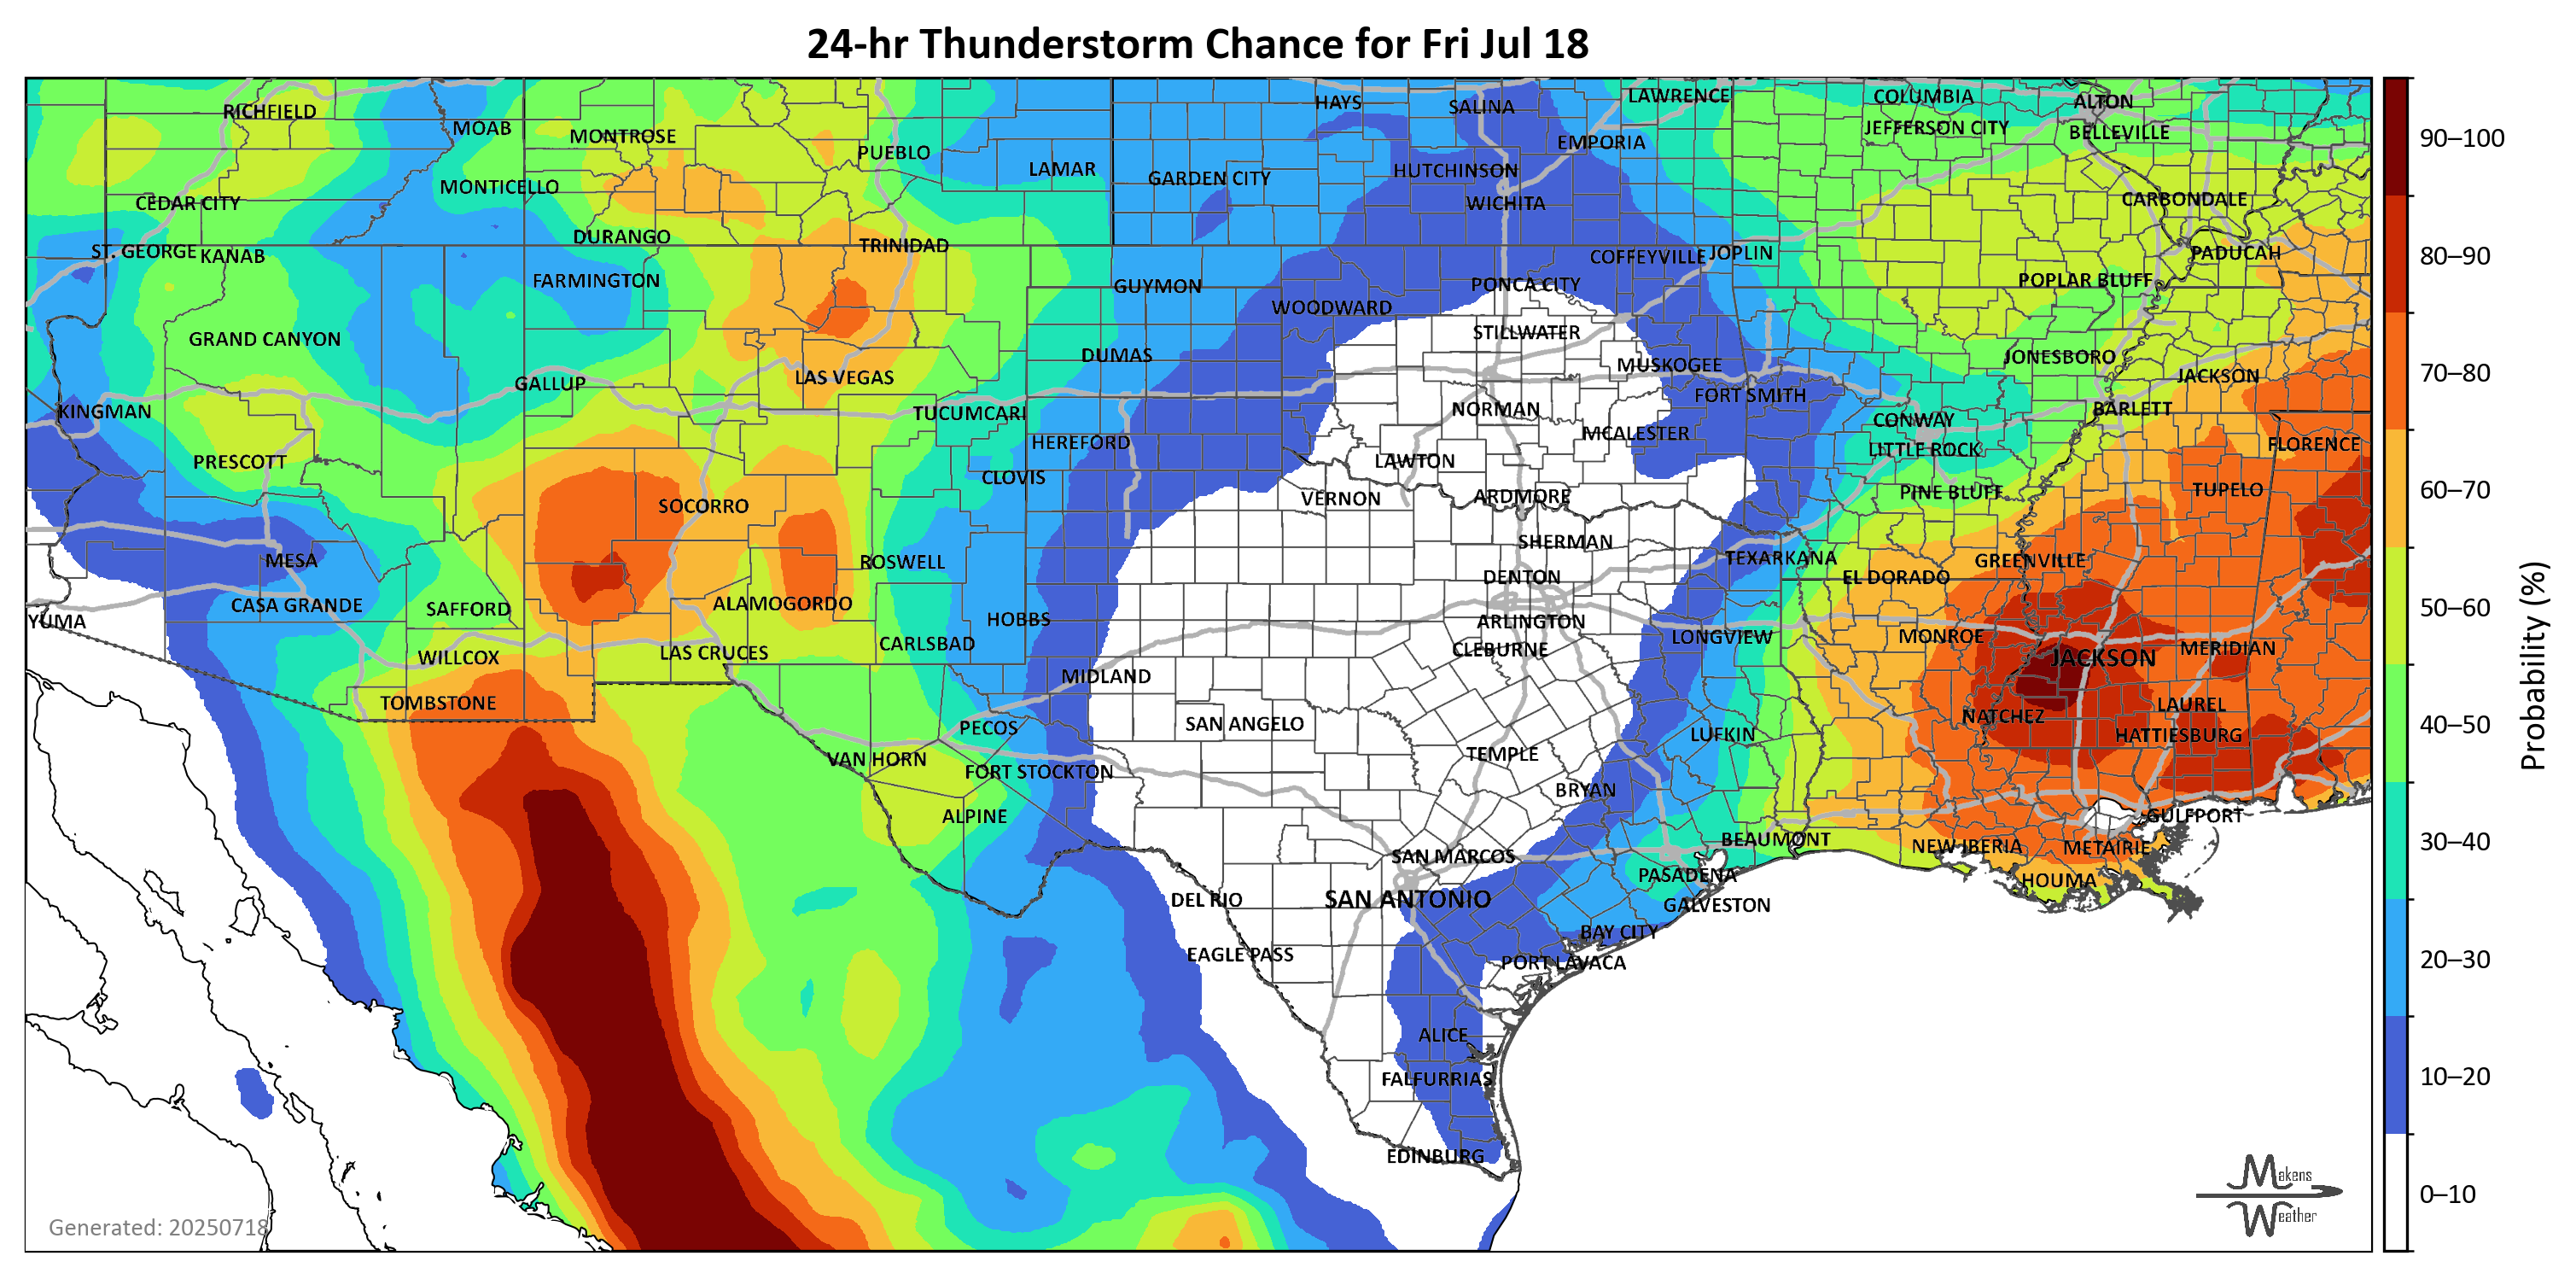 24-hr Thunderstorm Chance for Fri Jul 18
RICHFIELD
MOAB
MONTROSE
PUEBLO
LAMAR
HAYS
SALINA
LAWRENCE
COLUMBIA
ALTON
JEFFERSON CITY
BELLEVILLE
EMPORIA
HUTCHINSON
GARDEN CITY
MONTICELLO
CEDAR CITY
WICHITA
CARBONDALE
DURANGO
TRINIDAD
ST. GEORGE
KANAB
COFFEYVILLE
JOPLIN
PADUCAH
FARMINGTON
GUYMON
PONCA CITY
POPLAR BLUFF
WOODWARD
GRAND CANYON
STILLWATER
DUMAS
JONESBORO
MUSKOGEE
GALLUP
LAS VEGAS
JACKSON
FORT SMITH
KINGMAN
TUCUMCARI
NORMAN
BARLETT
CONWAY
HEREFORD
MCALESTER
FLORENCE
LITTLE ROCK
PRESCOTT
LAWTON
CLOVIS
TUPELO
VERNON
ARDMORE
PINE BLUFF
SOCORRO
SHERMAN
MESA
ROSWELL
TEXARKANA
GREENVILLE
DENTON
EL DORADO
CASA GRANDE
SAFFORD
ALAMOGORDO
HOBBS
YUMA
ARLINGTON
LONGVIEW
MONROE
CARLSBAD
CLEBURNE
MERIDIAN
WILLCOX
LAS CRUCES
JACKSON
MIDLAND
TOMBSTONE
LAUREL
NATCHEZ
PECOS
SAN ANGELO
LUFKIN
HATTIESBURG
TEMPLE
VAN HORN
FORT STOCKTON
BRYAN
ALPINE
GULFPORT
BEAUMONT
NEW IBERIA
METAIRIE
SAN MARCOS
PASADENA
HOUMA
DEL RIO
SAN ANTONIO
GALVESTON
BAY CITY
EAGLE PASS
PORT LAVACA
ALICE
FALFURRIAS
EDINBURG
Generated: 20250718
Makens
Weather
90–100
80–90
70–80
60–70
50–60
40–50
30–40
20–30
10–20
0–10
Probability (%)